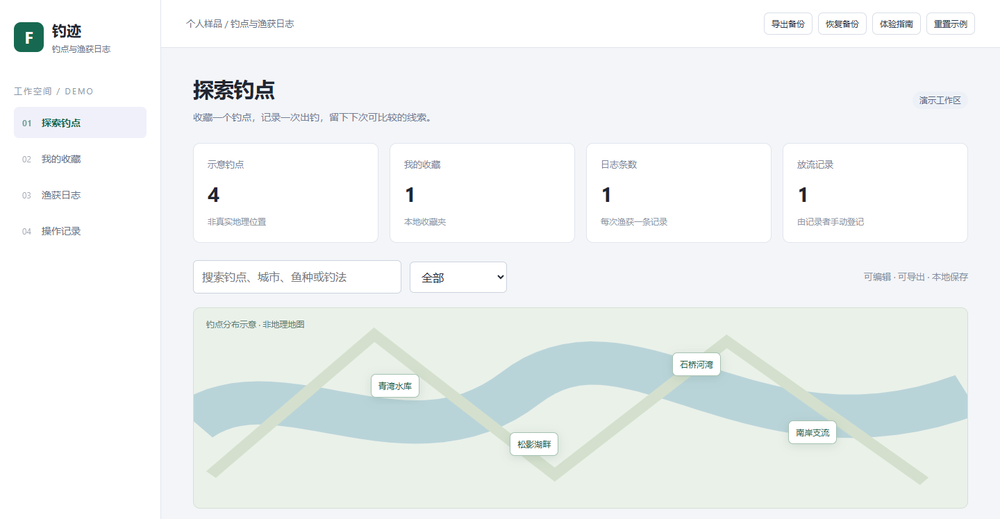 F
钓迹
钓点与渔获日志
工作空间 / DEMO
01 探索钓点
02 我的收藏
03 渔获日志
04 操作记录
个人样品 / 钓点与渔获日志
导出备份 恢复备份 体验指南 重置示例
探索钓点
收藏一个钓点，记录一次出钓，留下下次可比较的线索。
演示工作区
示意钓点
4
非真实地理位置
我的收藏
1
本地收藏夹
日志条数
1
每次渔获一条记录
放流记录
1
由记录者手动登记
搜索钓点、城市、鱼种或钓法
全部
可编辑 · 可导出 · 本地保存
钓点分布示意 · 非地理地图
石桥河湾
青湾水库
南岸支流
松影湖畔